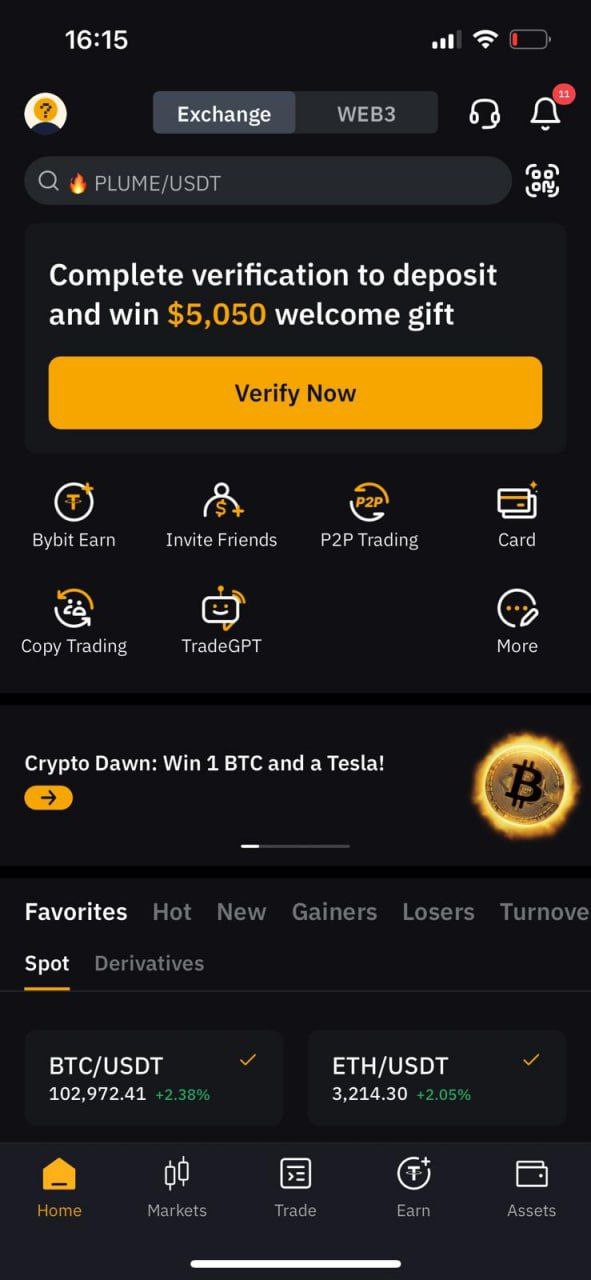 16:15
Exchange WEB3
11
PLUME/USDT
Complete verification to deposit
and win $5,050 welcome gift
Verify Now
Bybit Earn Invite Friends P2P Trading Card
P2P
Copy Trading TradeGPT More
Crypto Dawn: Win 1 BTC and a Tesla!
Favorites Hot New Gainers Losers Turnove
Spot Derivatives
BTC/USDT ETH/USDT
102,972.41 +2.38% 3,214.30 +2.05%
Home Markets Trade Earn Assets